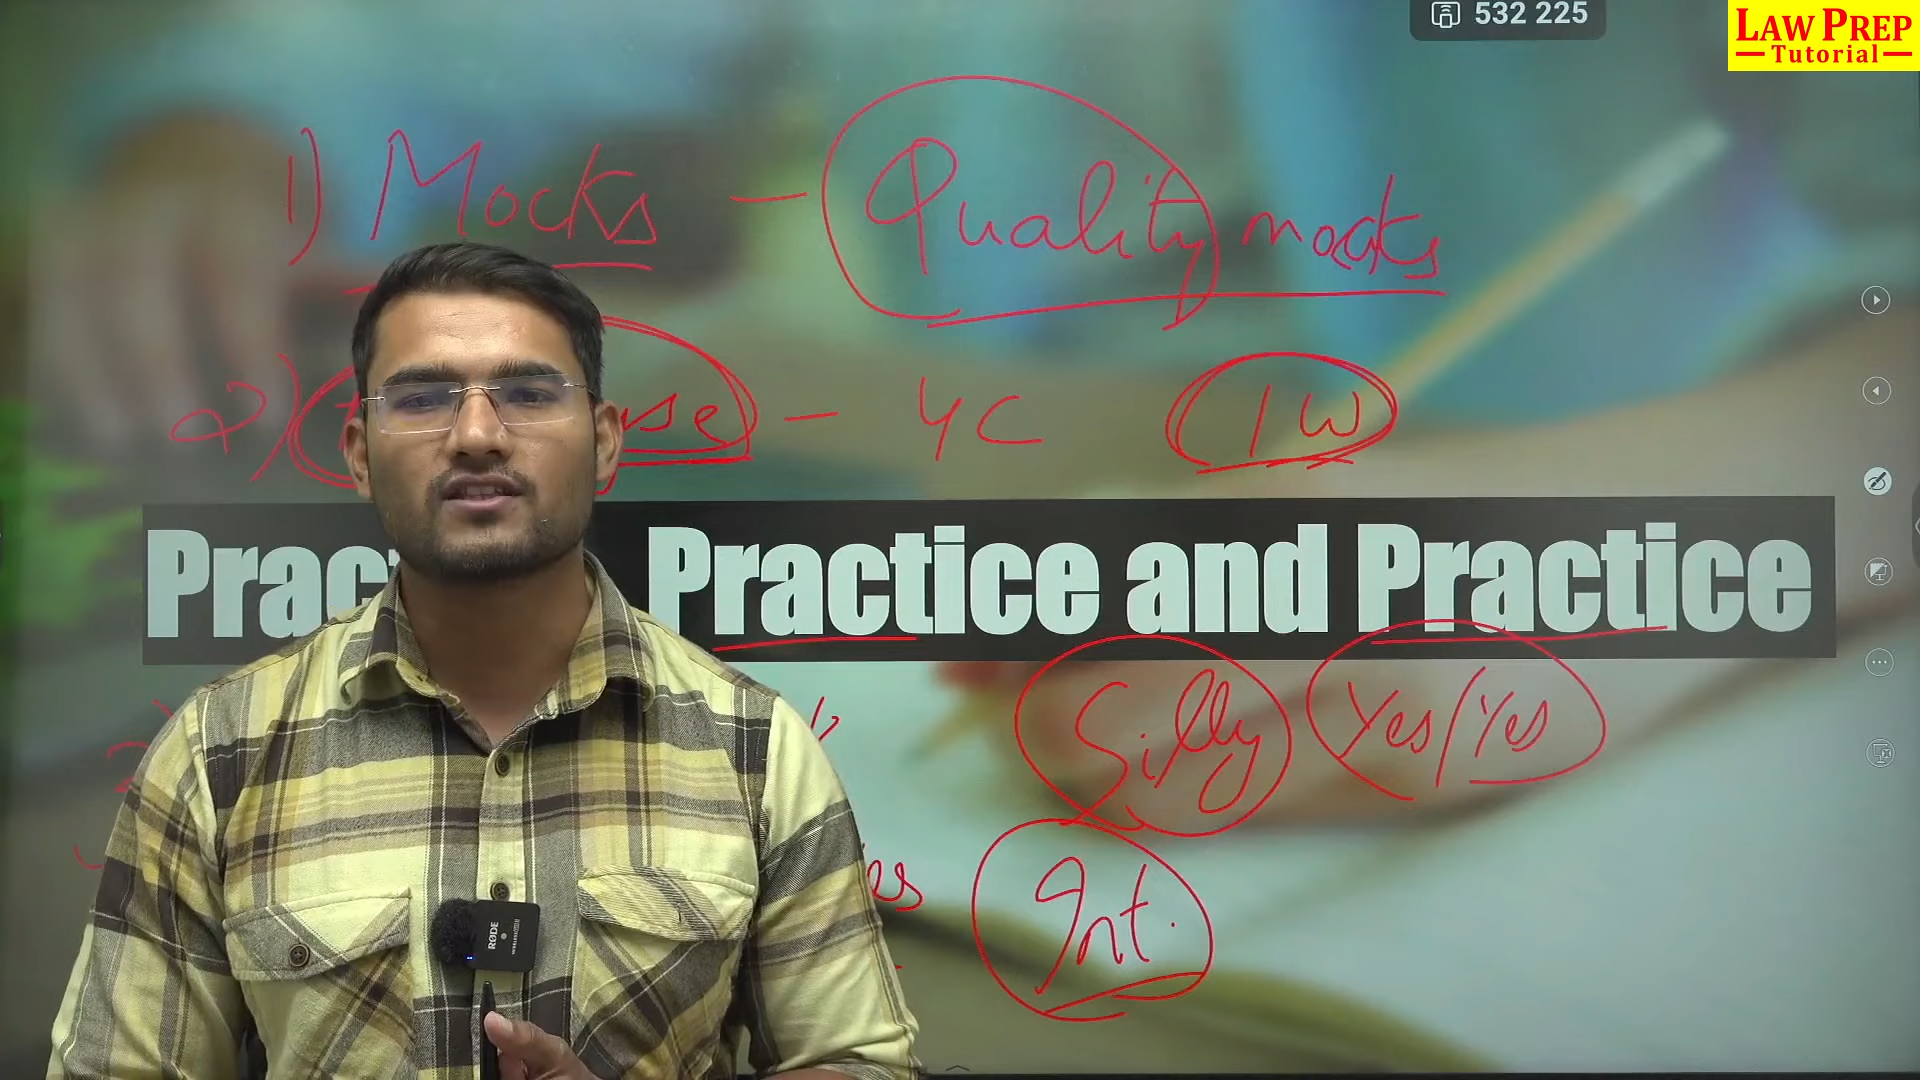 532 225
LAW PREP
Tutorial
1) Mocks - Quality mocks
2) - 4C 1W
Practice and Practice
Silly Yes/Yes
Int.
RØDE